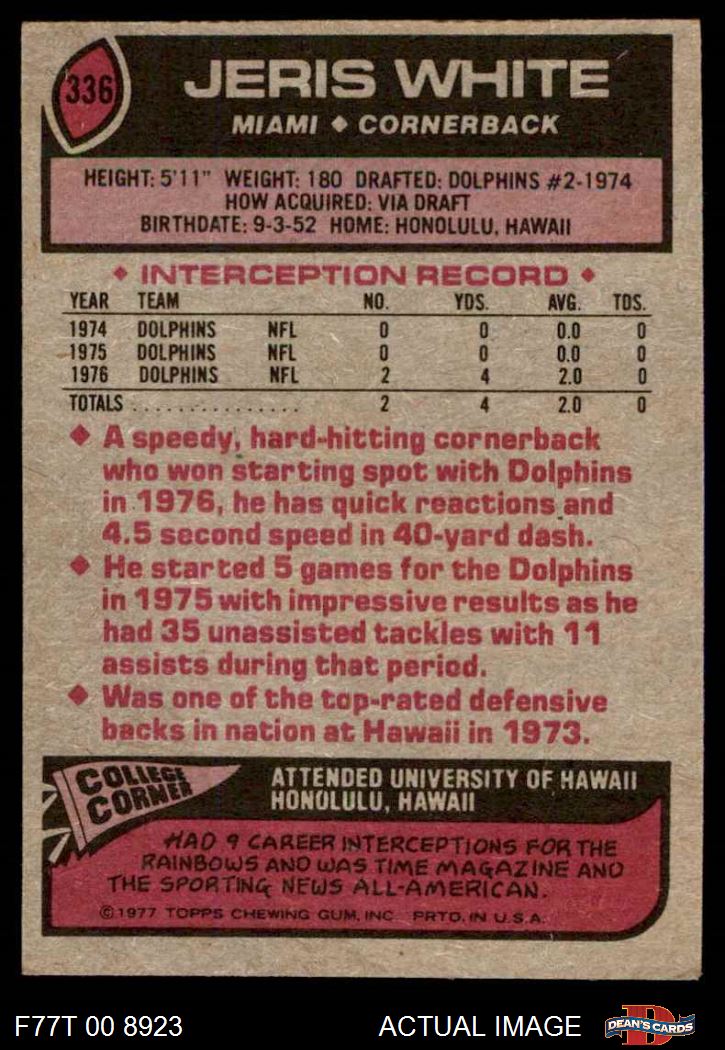 336
JERIS WHITE
MIAMI ◆ CORNERBACK
HEIGHT: 5'11" WEIGHT: 180 DRAFTED: DOLPHINS #2-1974
HOW ACQUIRED: VIA DRAFT
BIRTHDATE: 9-3-52 HOME: HONOLULU, HAWAII
◆ INTERCEPTION RECORD ◆
YEAR TEAM NO. YDS. AVG. TDS.
1974 DOLPHINS NFL 0 0 0.0 0
1975 DOLPHINS NFL 0 0 0.0 0
1976 DOLPHINS NFL 2 4 2.0 0
TOTALS . . . . . . . . . . . . . . . 2 4 2.0 0
◆ A speedy, hard-hitting cornerback
who won starting spot with Dolphins
in 1976, he has quick reactions and
4.5 second speed in 40-yard dash.
◆ He started 5 games for the Dolphins
in 1975 with impressive results as he
had 35 unassisted tackles with 11
assists during that period.
◆ Was one of the top-rated defensive
backs in nation at Hawaii in 1973.
COLLEGE
CORNER
ATTENDED UNIVERSITY OF HAWAII
HONOLULU, HAWAII
HAD 9 CAREER INTERCEPTIONS FOR THE
RAINBOWS AND WAS TIME MAGAZINE AND
THE SPORTING NEWS ALL-AMERICAN.
©1977 TOPPS CHEWING GUM, INC. PRTD. IN U.S.A.
F77T 00 8923 ACTUAL IMAGE
D
DEAN'S CARDS